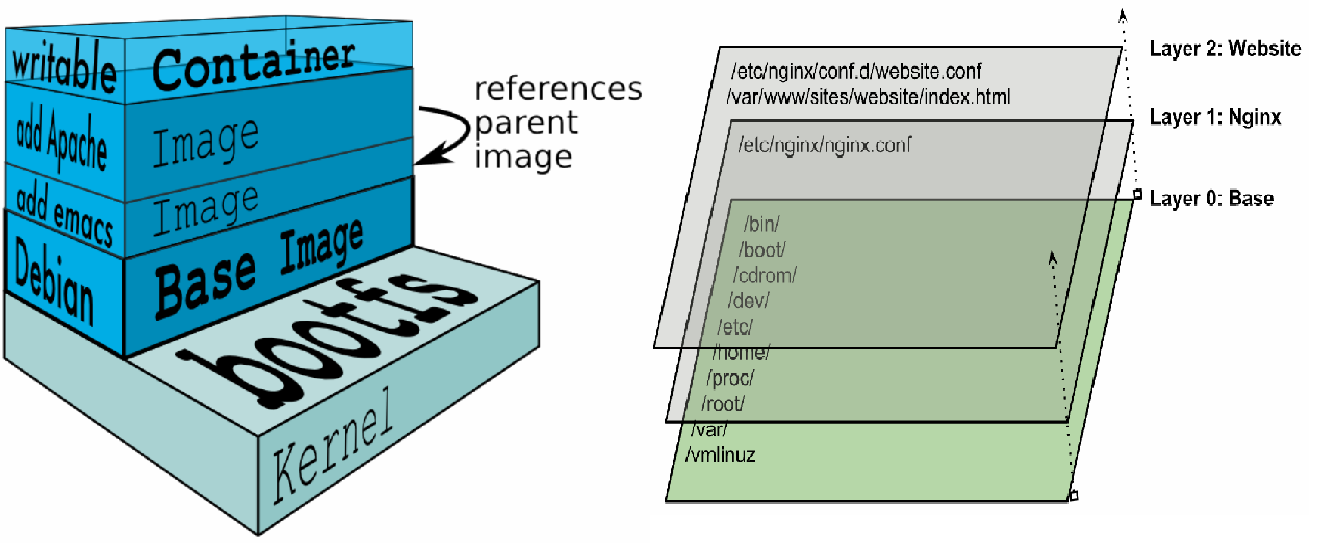 writable Container
add Apache Image
add emacs Image
Debian Base Image
bootfs
Kernel
references
parent
image
Layer 2: Website
/etc/nginx/conf.d/website.conf
/var/www/sites/website/index.html
Layer 1: Nginx
/etc/nginx/nginx.conf
Layer 0: Base
/bin/
/boot/
/cdrom/
/dev/
/etc/
/home/
/proc/
/root/
/var/
/vmlinuz